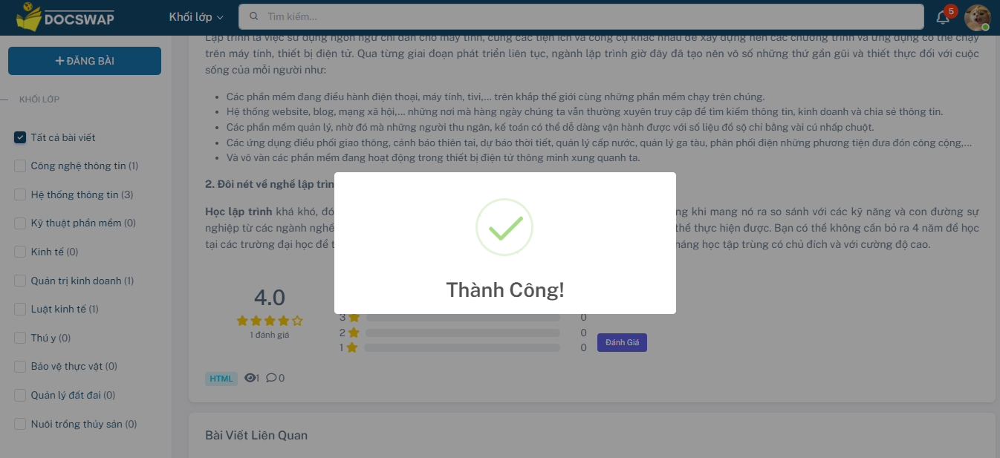 DOCSWAP
Khối lớp
Tìm kiếm...
5
ĐĂNG BÀI
KHỐI LỚP
Tất cả bài viết
Công nghệ thông tin (1)
Hệ thống thông tin (3)
Kỹ thuật phần mềm (0)
Kinh tế (0)
Quản trị kinh doanh (1)
Luật kinh tế (1)
Thú y (0)
Bảo vệ thực vật (0)
Quản lý đất đai (0)
Nuôi trồng thủy sản (0)
Lập trình là việc sử dụng ngôn ngữ chỉ dẫn cho máy tính, cùng các tiện ích và công cụ khác nhau để xây dựng nên các chương trình và ứng dụng có thể chạy
trên máy tính, thiết bị điện tử. Qua từng giai đoạn phát triển liên tục, ngành lập trình giờ đây đã tạo nên vô số những thứ gần gũi và thiết thực đối với cuộc
sống của mỗi người như:
Các phần mềm đang điều hành điện thoại, máy tính, tivi,... trên khắp thế giới cùng những phần mềm chạy trên chúng.
Hệ thống website, blog, mạng xã hội,... những nơi mà hàng ngày chúng ta vẫn thường xuyên truy cập để tìm kiếm thông tin, kinh doanh và chia sẻ thông tin.
Các phần mềm quản lý, nhờ đó mà những người thu ngân, kế toán có thể dễ dàng vận hành được với số liệu đồ sộ chỉ bằng vài cú nhấp chuột.
Các ứng dụng điều phối giao thông, cảnh báo thiên tai, dự báo thời tiết, quản lý cấp nước, quản lý ga tàu, phân phối điện những phương tiện đưa đón công cộng,...
Và vô vàn các phần mềm đang hoạt động trong thiết bị điện tử thông minh xung quanh ta.
2. Đôi nét về nghề lập trìn
Học lập trình khá khó, đó ng khi mang nó ra so sánh với các kỹ năng và con đường sự
nghiệp từ các ngành nghề thể thực hiện được. Bạn có thể không cần bỏ ra 4 năm để học
tại các trường đại học để t háng học tập trùng có chủ đích và với cường độ cao.
Thành Công!
4.0
1 đánh giá
3 0
2 0
1 0
Đánh Giá
HTML 1 0
Bài Viết Liên Quan